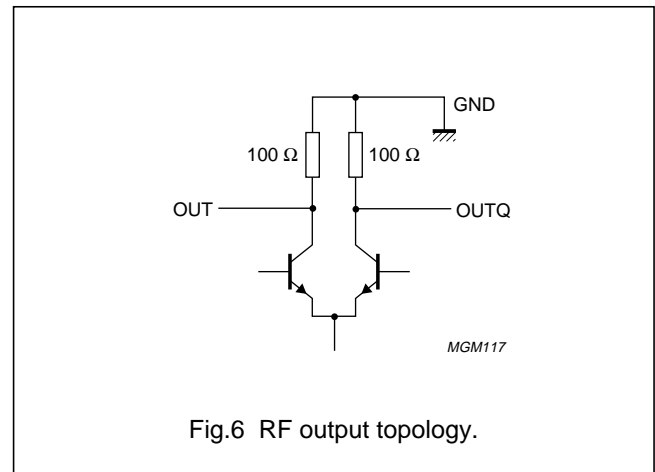 GND
100 Ω
100 Ω
OUT
OUTQ
MGM117
Fig.6 RF output topology.